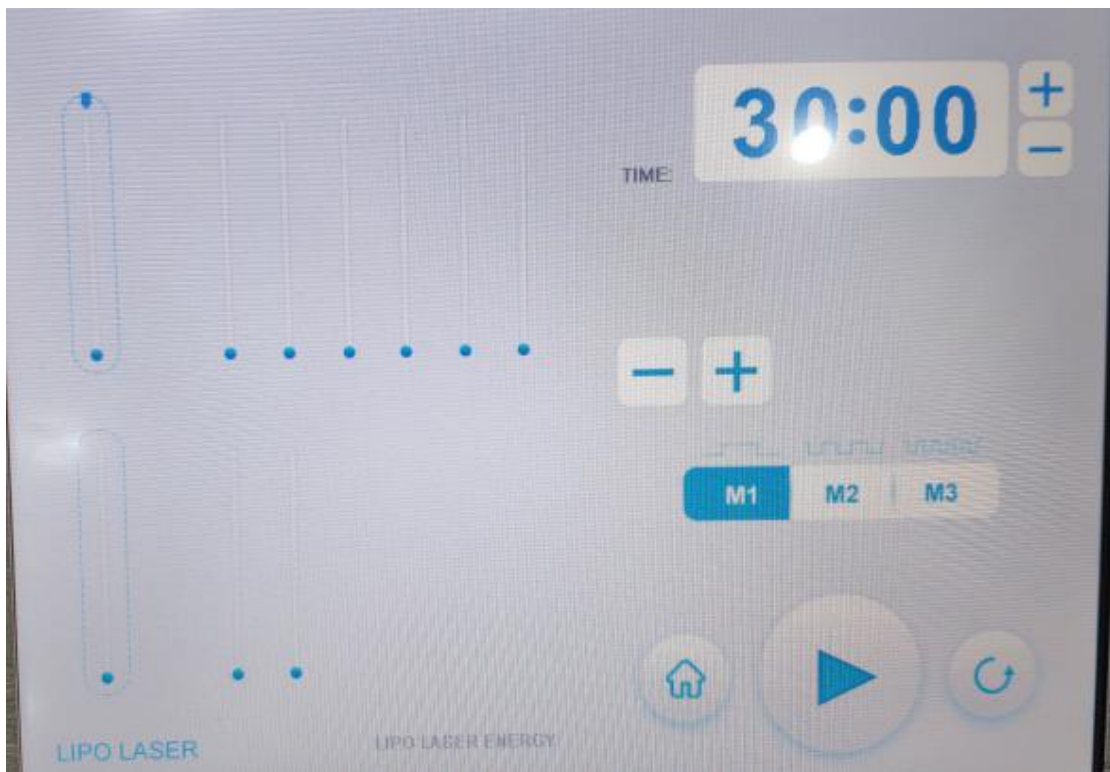 30:00
TIME:
M1 M2 M3
LIPO LASER
LIPO LASER ENERGY